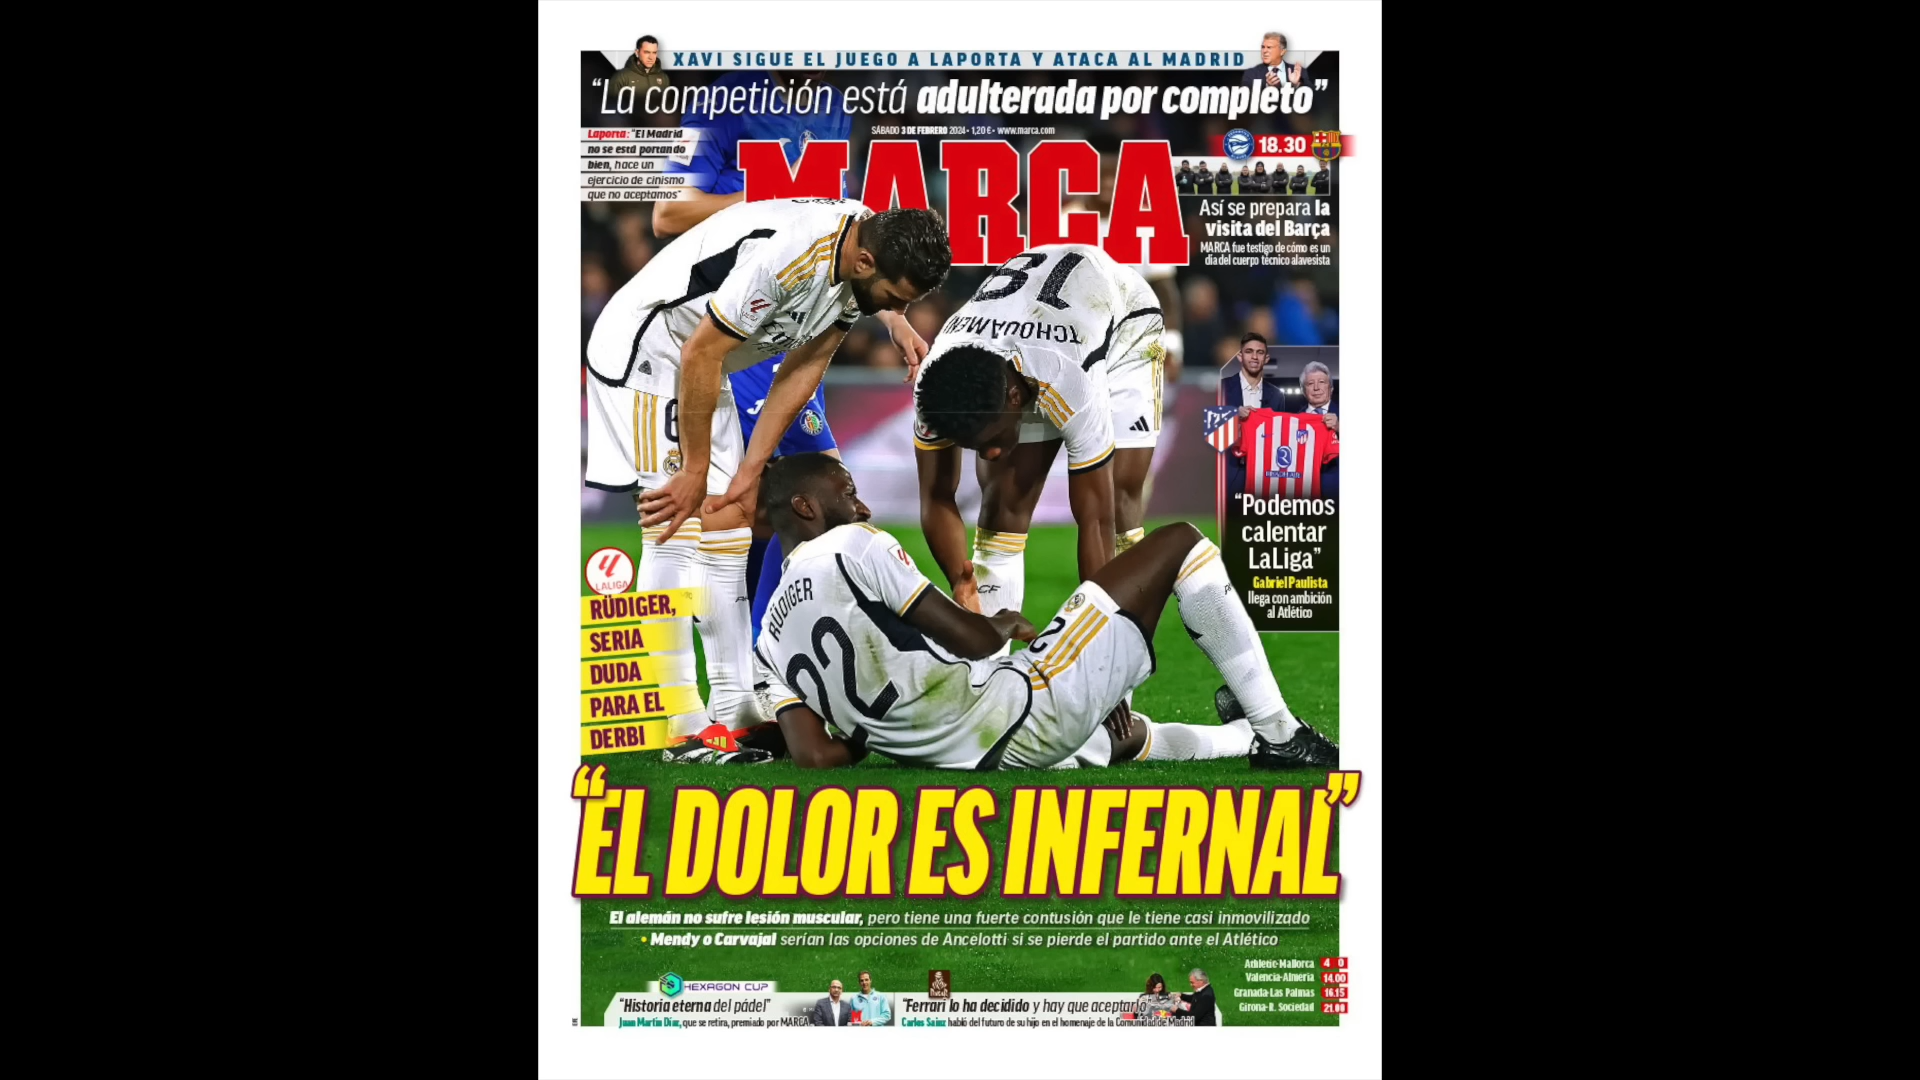 XAVI SIGUE EL JUEGO A LAPORTA Y ATACA AL MADRID
“La competición está adulterada por completo”
SÁBADO 3 DE FEBRERO 2024 • 1,20 € • www.marca.com
Laporta: “El Madrid
no se está portando
bien, hace un
ejercicio de cinismo
que no aceptamos”
MARCA
18.30
Así se prepara la
visita del Barça
MARCA fue testigo de cómo es un
día del cuerpo técnico alavesista
18
TCHOUAMENI
6
“Podemos
calentar
LaLiga”
Gabriel Paulista
llega con ambición
al Atlético
LALIGA
RÜDIGER,
SERIA
DUDA
PARA EL
DERBI
RÜDIGER
22
22
“EL DOLOR ES INFERNAL”
El alemán no sufre lesión muscular, pero tiene una fuerte contusión que le tiene casi inmovilizado
• Mendy o Carvajal serían las opciones de Ancelotti si se pierde el partido ante el Atlético
HEXAGON CUP
“Historia eterna del pádel”
Juan Martín Díaz, que se retira, premiado por MARCA
DAKAR
“Ferrari lo ha decidido y hay que aceptarlo”
Carlos Sainz habló del futuro de su hijo en el homenaje de la Comunidad de Madrid
Athletic-Mallorca 4 0
Valencia-Almería 14.00
Granada-Las Palmas 16.15
Girona-R. Sociedad 21.00